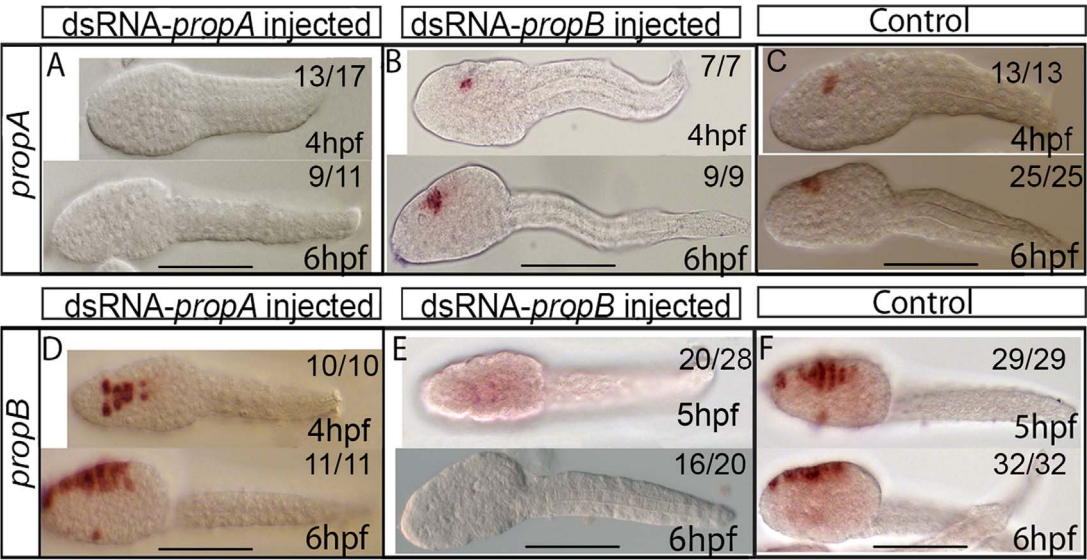 dsRNA-propA injected
dsRNA-propB injected
Control
propA
A
13/17
4hpf
9/11
6hpf
B
7/7
4hpf
9/9
6hpf
C
13/13
4hpf
25/25
6hpf
dsRNA-propA injected
dsRNA-propB injected
Control
propB
D
10/10
4hpf
11/11
6hpf
E
20/28
5hpf
16/20
6hpf
F
29/29
5hpf
32/32
6hpf